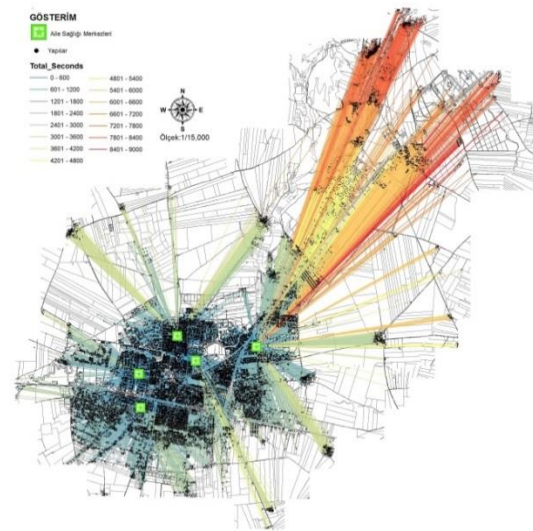 GÖSTERİM
Aile Sağlığı Merkezleri
Yapılar
Total_Seconds
0 - 600
601 - 1200
1201 - 1800
1801 - 2400
2401 - 3000
3001 - 3600
3601 - 4200
4201 - 4800
4801 - 5400
5401 - 6000
6001 - 6600
6601 - 7200
7201 - 7800
7801 - 8400
8401 - 9000
N
W E
S
Ölçek:1/15,000